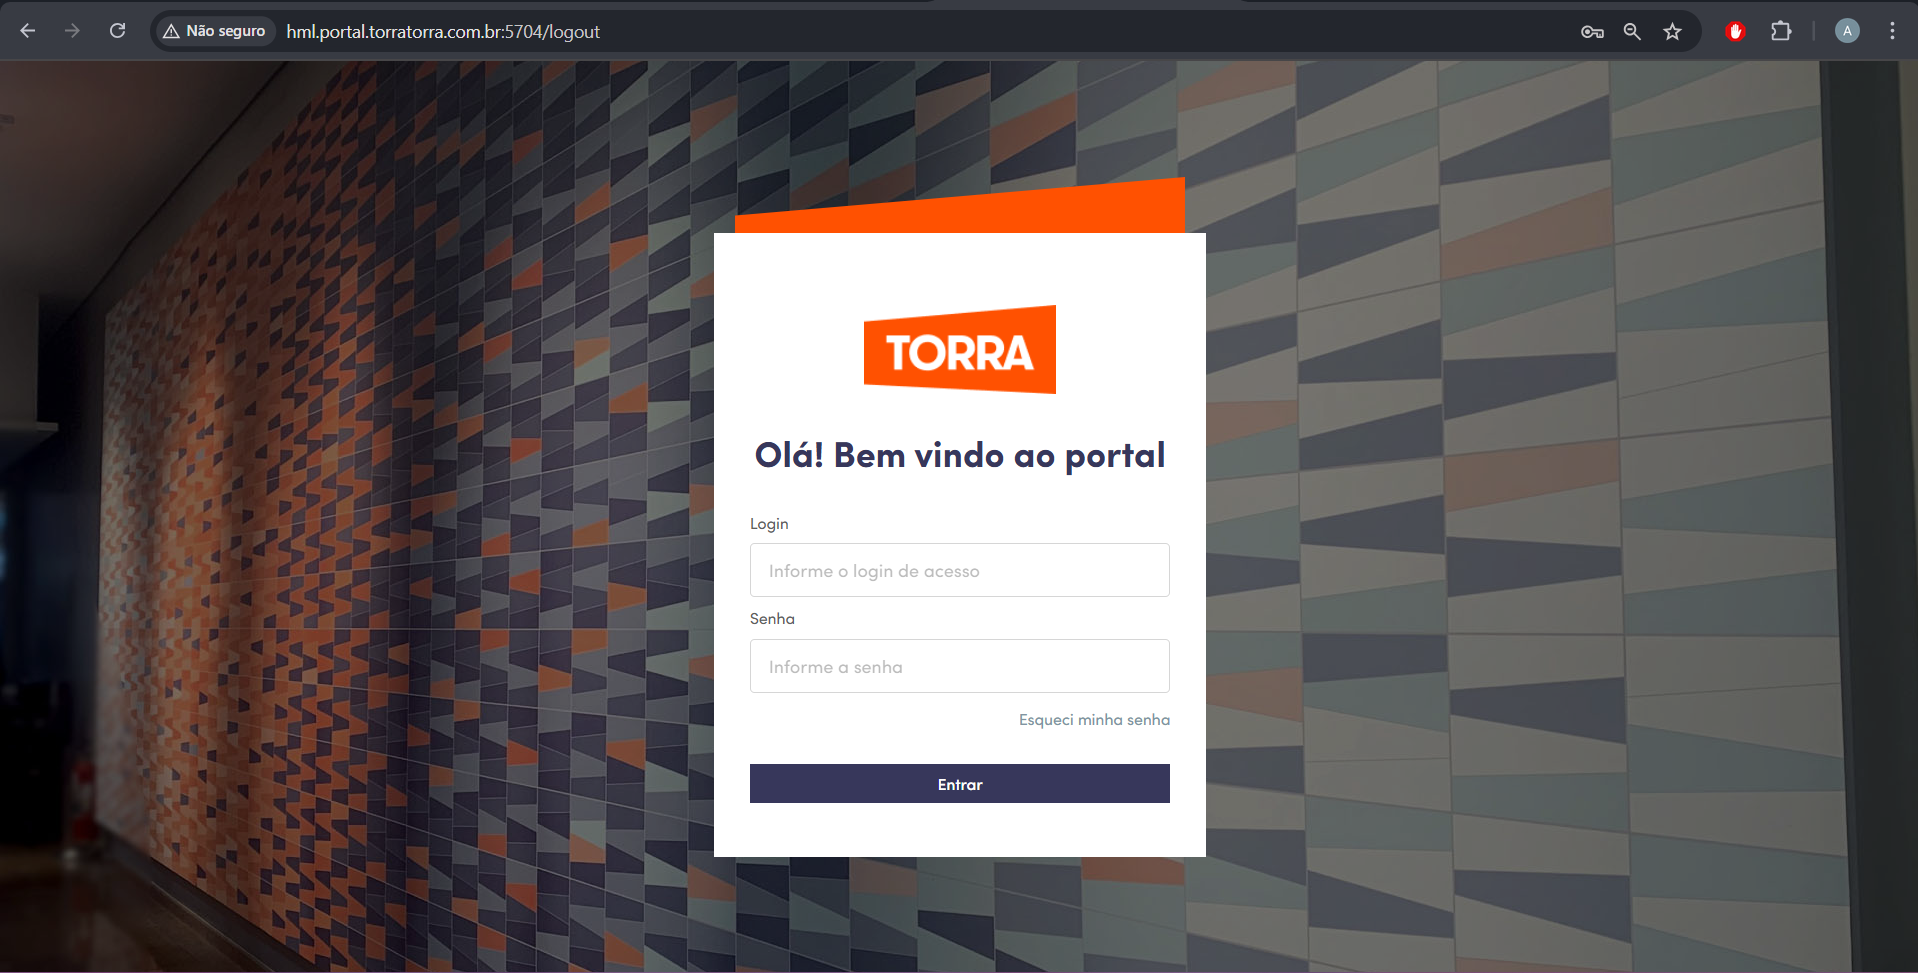 Não seguro
hml.portal.torratorra.com.br:5704/logout
A
TORRA
Olá! Bem vindo ao portal
Login
Informe o login de acesso
Senha
Informe a senha
Esqueci minha senha
Entrar